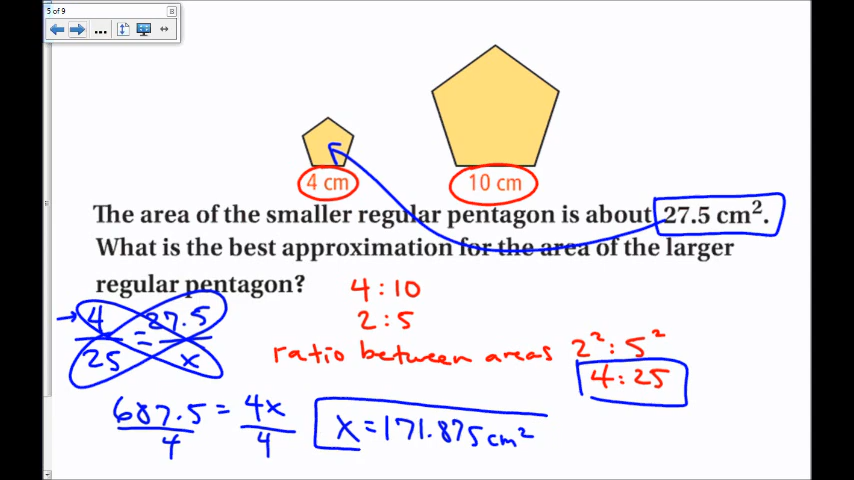 5 of 9
4 cm
10 cm
The area of the smaller regular pentagon is about 27.5 cm².
What is the best approximation for the area of the larger
regular pentagon?
4 : 10
2 : 5
ratio between areas 2² : 5²
4 : 25
→ 4/25 = 27.5/x
687.5/4 = 4x/4
x = 171.875 cm²